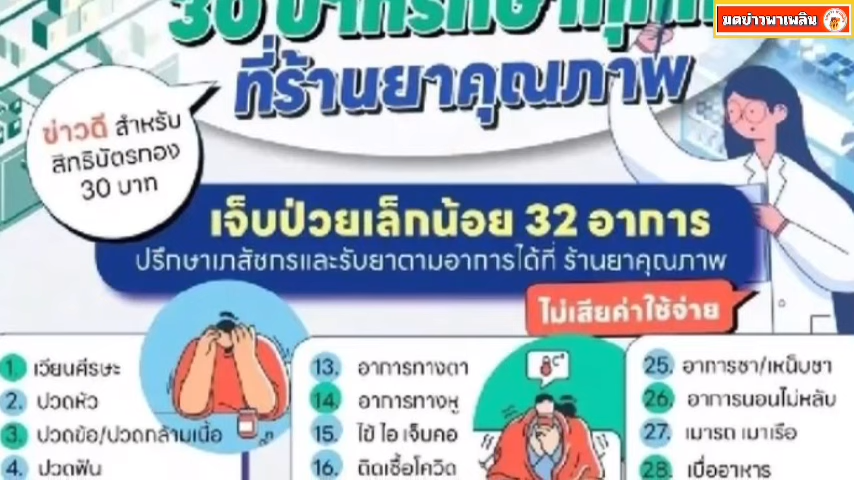 มดข่าวพาเพลิน
30 บาทรักษาทุกที่
ที่ร้านยาคุณภาพ
ข่าวดี สำหรับ
สิทธิบัตรทอง
30 บาท
เจ็บป่วยเล็กน้อย 32 อาการ
ปรึกษาเภสัชกรและรับยาตามอาการได้ที่ ร้านยาคุณภาพ
ไม่เสียค่าใช้จ่าย
1. เวียนศีรษะ
2. ปวดหัว
3. ปวดข้อ/ปวดกล้ามเนื้อ
4. ปวดฟัน
13. อาการทางตา
14. อาการทางหู
15. ไข้ ไอ เจ็บคอ
16. ติดเชื้อโควิด
C°
25. อาการชา/เหน็บชา
26. อาการนอนไม่หลับ
27. เมารถ เมาเรือ
28. เบื่ออาหาร